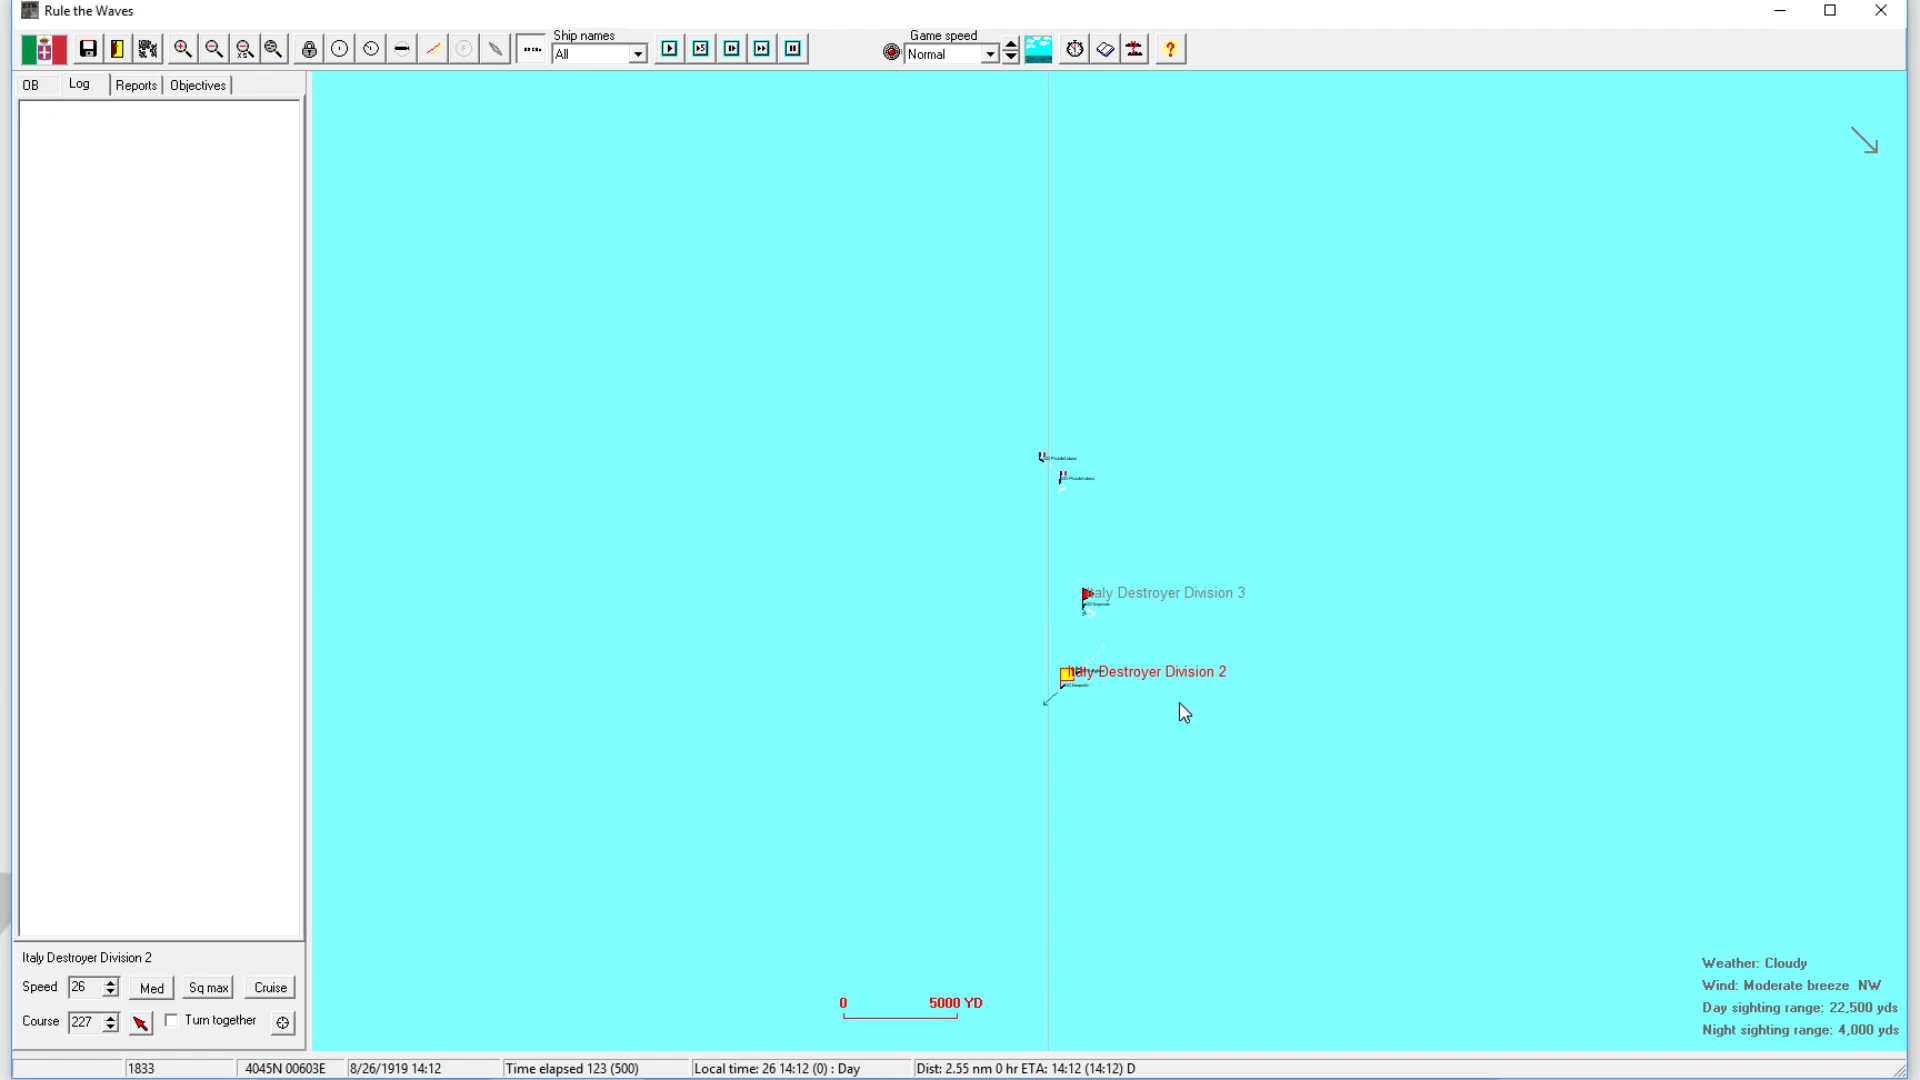 Rule the Waves
Ship names
All
Game speed
Normal
OB
Log
Reports
Objectives
Italy Destroyer Division 3
Italy Destroyer Division 2
Italy Destroyer Division 2
Speed 26 Med Sq max Cruise
Course 227 Turn together
0 5000 YD
Weather: Cloudy
Wind: Moderate breeze NW
Day sighting range: 22,500 yds
Night sighting range: 4,000 yds
1833 4045N 00603E 8/26/1919 14:12 Time elapsed 123 (500) Local time: 26 14:12 (0) : Day Dist: 2.55 nm 0 hr ETA: 14:12 (14:12) D